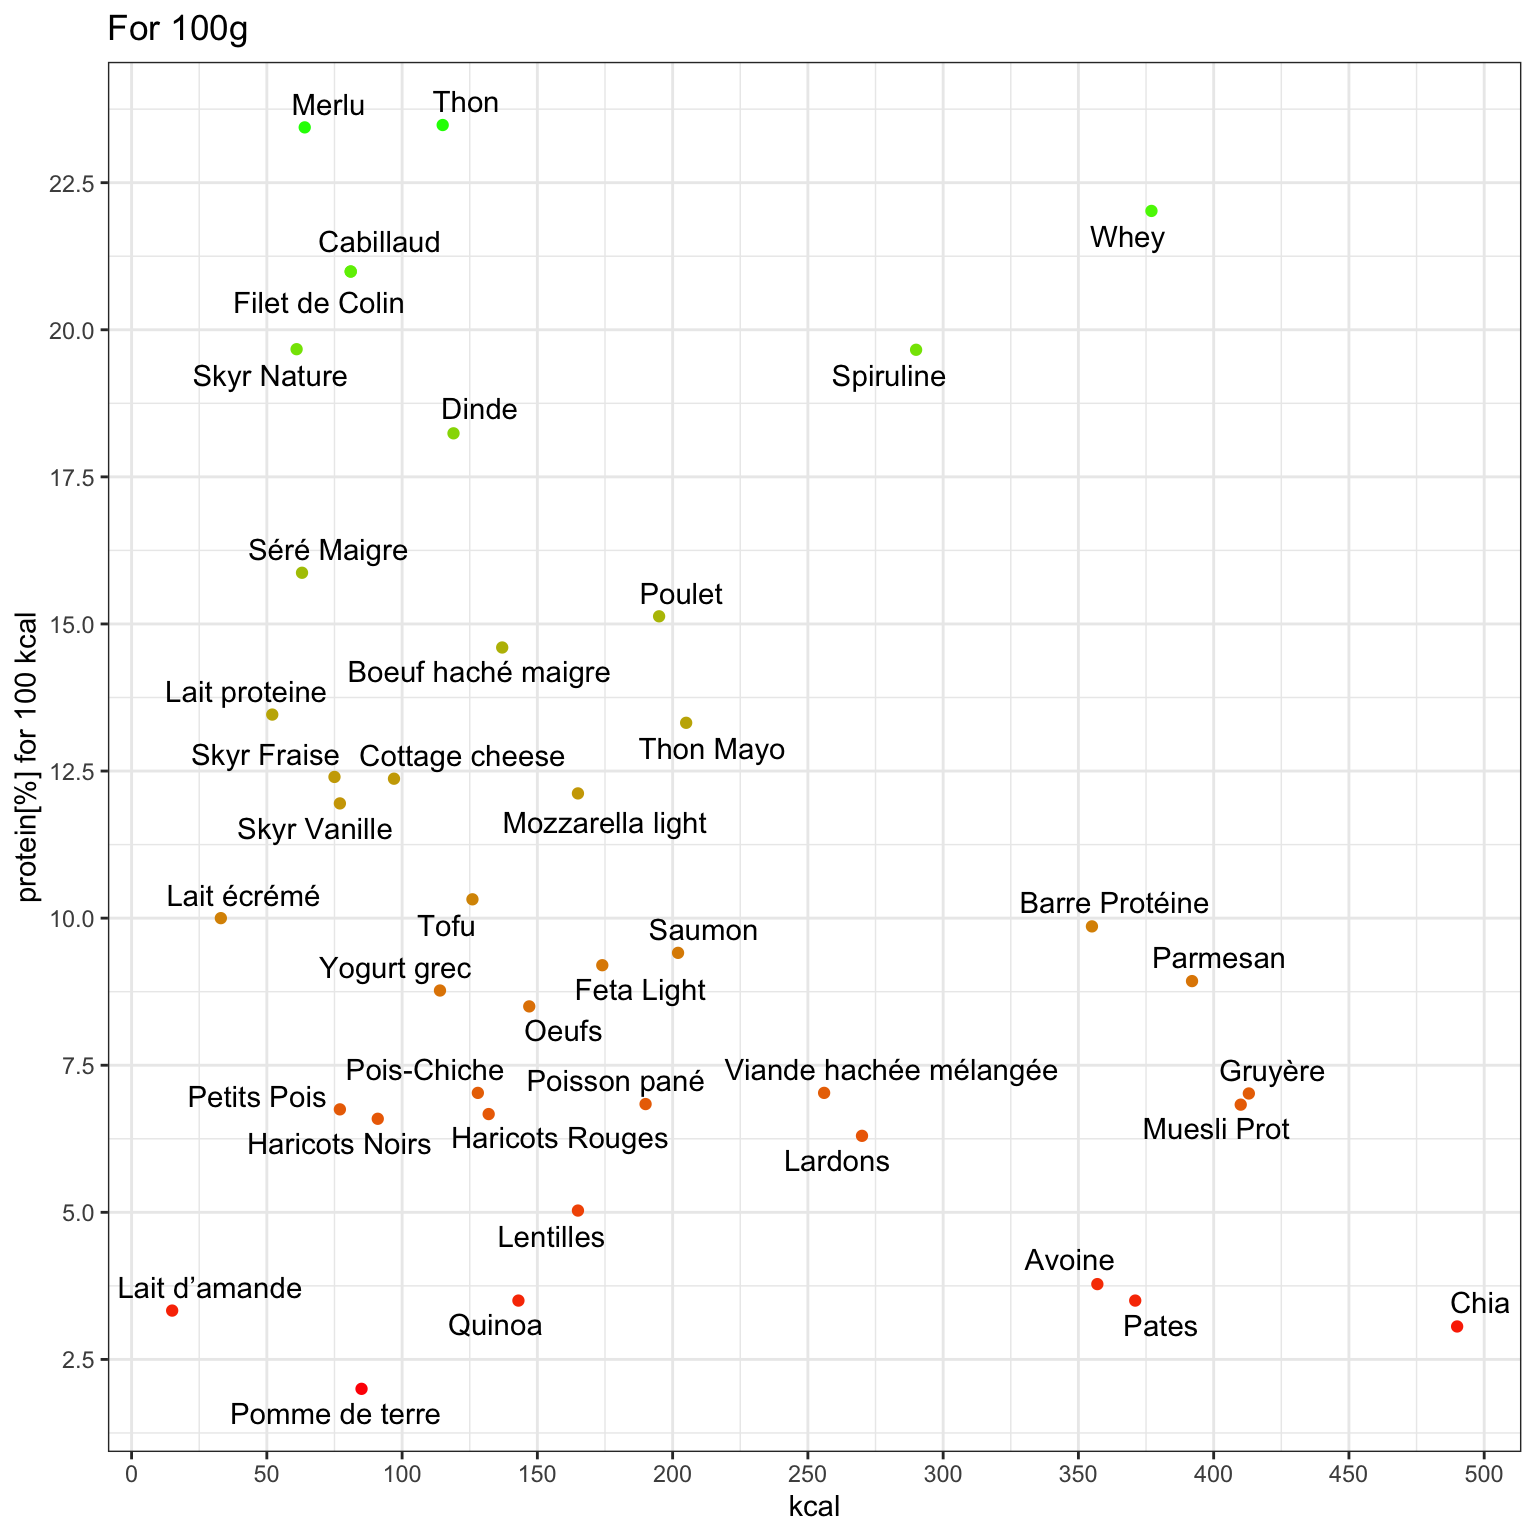 For 100g
Merlu
Thon
22.5
Whey
Cabillaud
Filet de Colin
20.0
Skyr Nature
Spiruline
Dinde
17.5
Séré Maigre
Poulet
15.0
Boeuf haché maigre
Lait proteine
Thon Mayo
Skyr Fraise
Cottage cheese
12.5
Mozzarella light
Skyr Vanille
Lait écrémé
Barre Protéine
10.0
Tofu
Saumon
Parmesan
Yogurt grec
Feta Light
Oeufs
7.5
Pois-Chiche
Poisson pané
Viande hachée mélangée
Gruyère
Petits Pois
Haricots Noirs
Haricots Rouges
Muesli Prot
Lardons
5.0
Lentilles
Avoine
Lait d’amande
Quinoa
Pates
Chia
2.5
Pomme de terre
protein[%] for 100 kcal
0 50 100 150 200 250 300 350 400 450 500
kcal